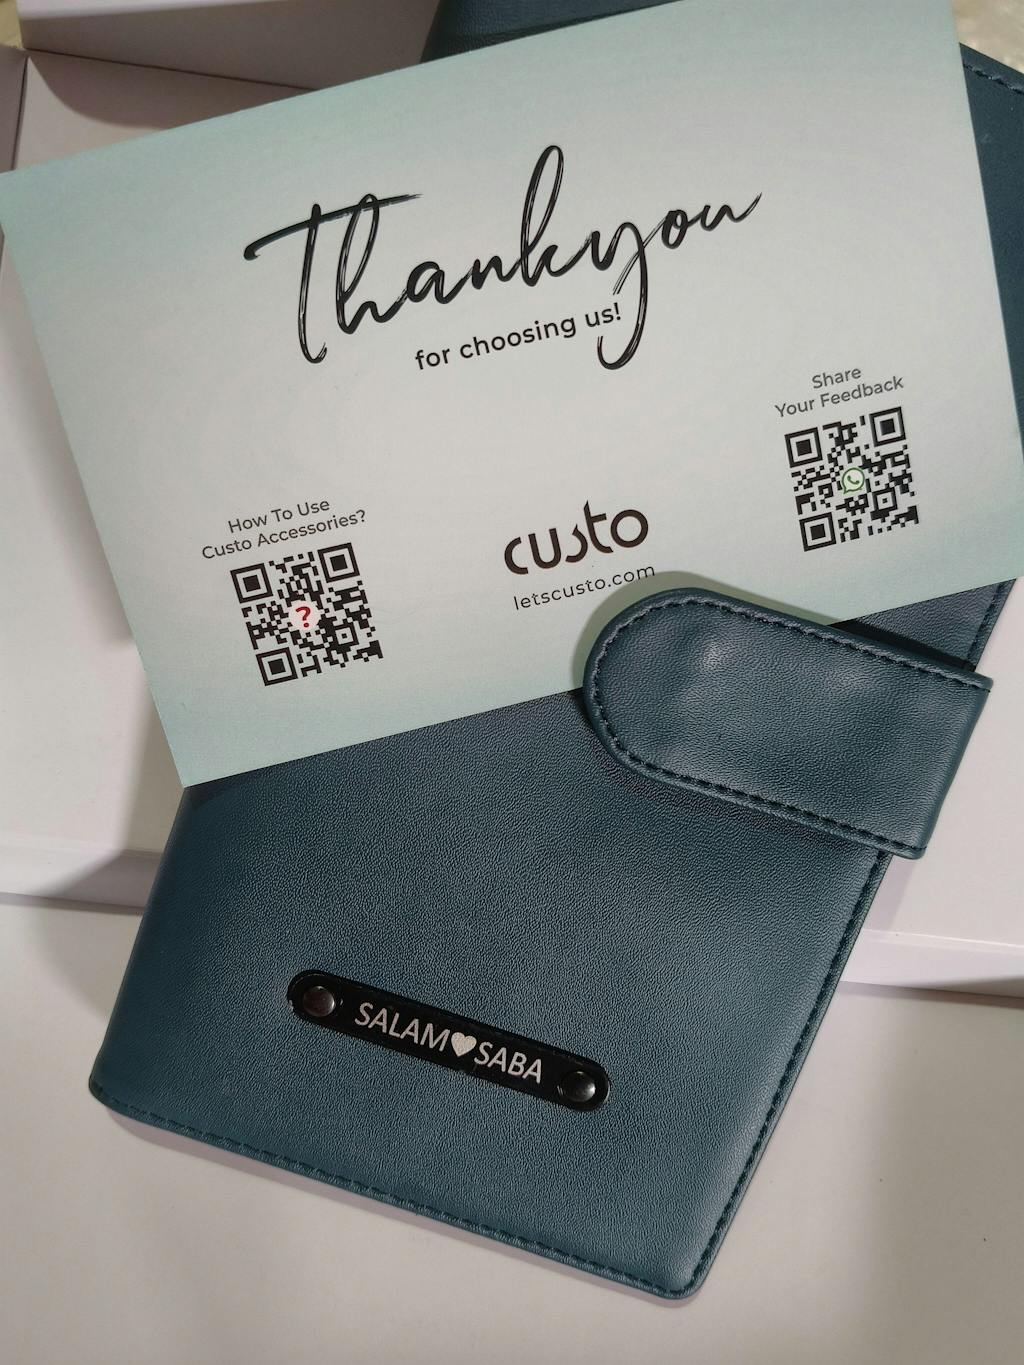 Thankyou
for choosing us!
Share
Your Feedback
How To Use
Custo Accessories?
?
custo
letscusto.com
SALAM♥SABA